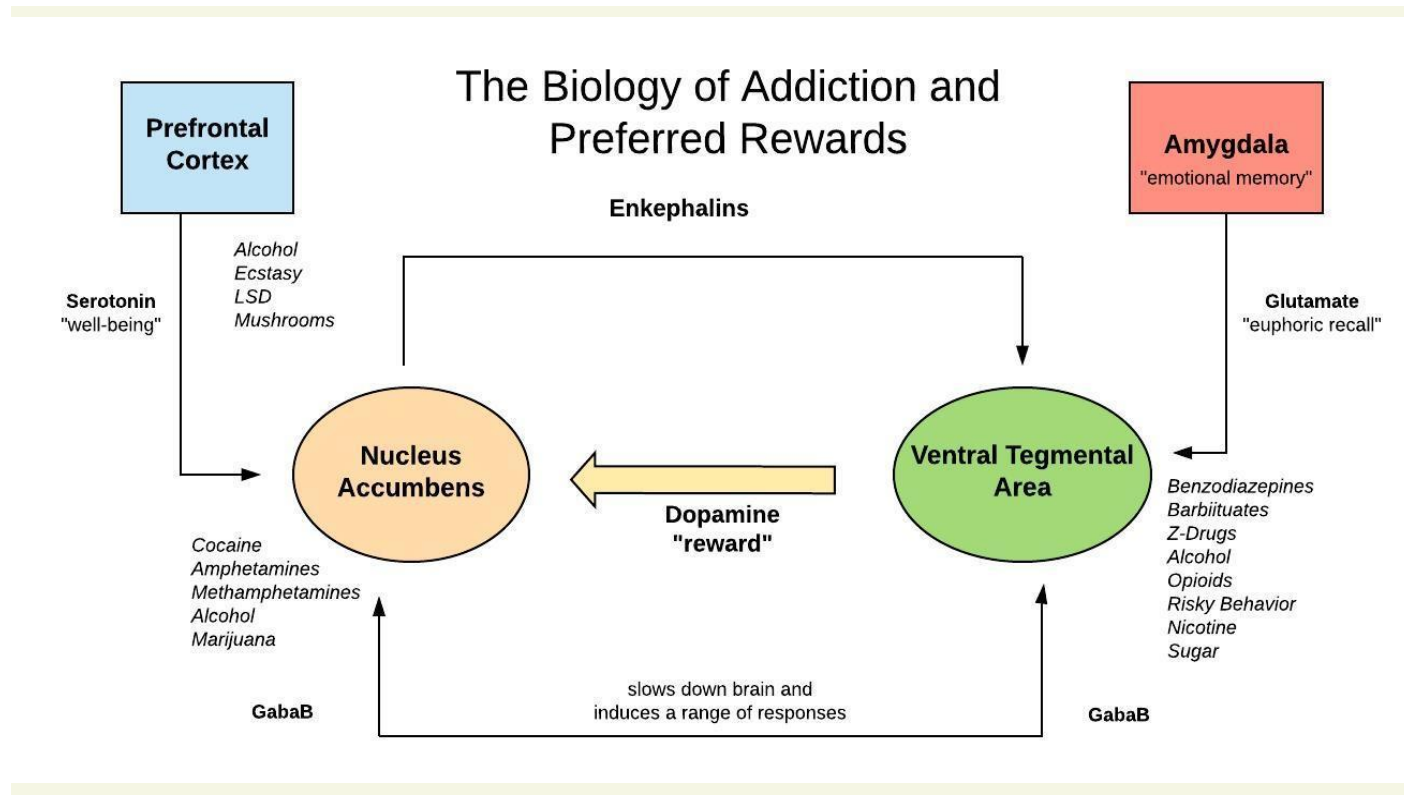 The Biology of Addiction and
Preferred Rewards
Prefrontal
Cortex
Amygdala
"emotional memory"
Enkephalins
Alcohol
Ecstasy
LSD
Mushrooms
Serotonin
"well-being"
Glutamate
"euphoric recall"
Nucleus
Accumbens
Ventral Tegmental
Area
Dopamine
"reward"
Cocaine
Amphetamines
Methamphetamines
Alcohol
Marijuana
Benzodiazepines
Barbiituates
Z-Drugs
Alcohol
Opioids
Risky Behavior
Nicotine
Sugar
GabaB
slows down brain and
induces a range of responses
GabaB